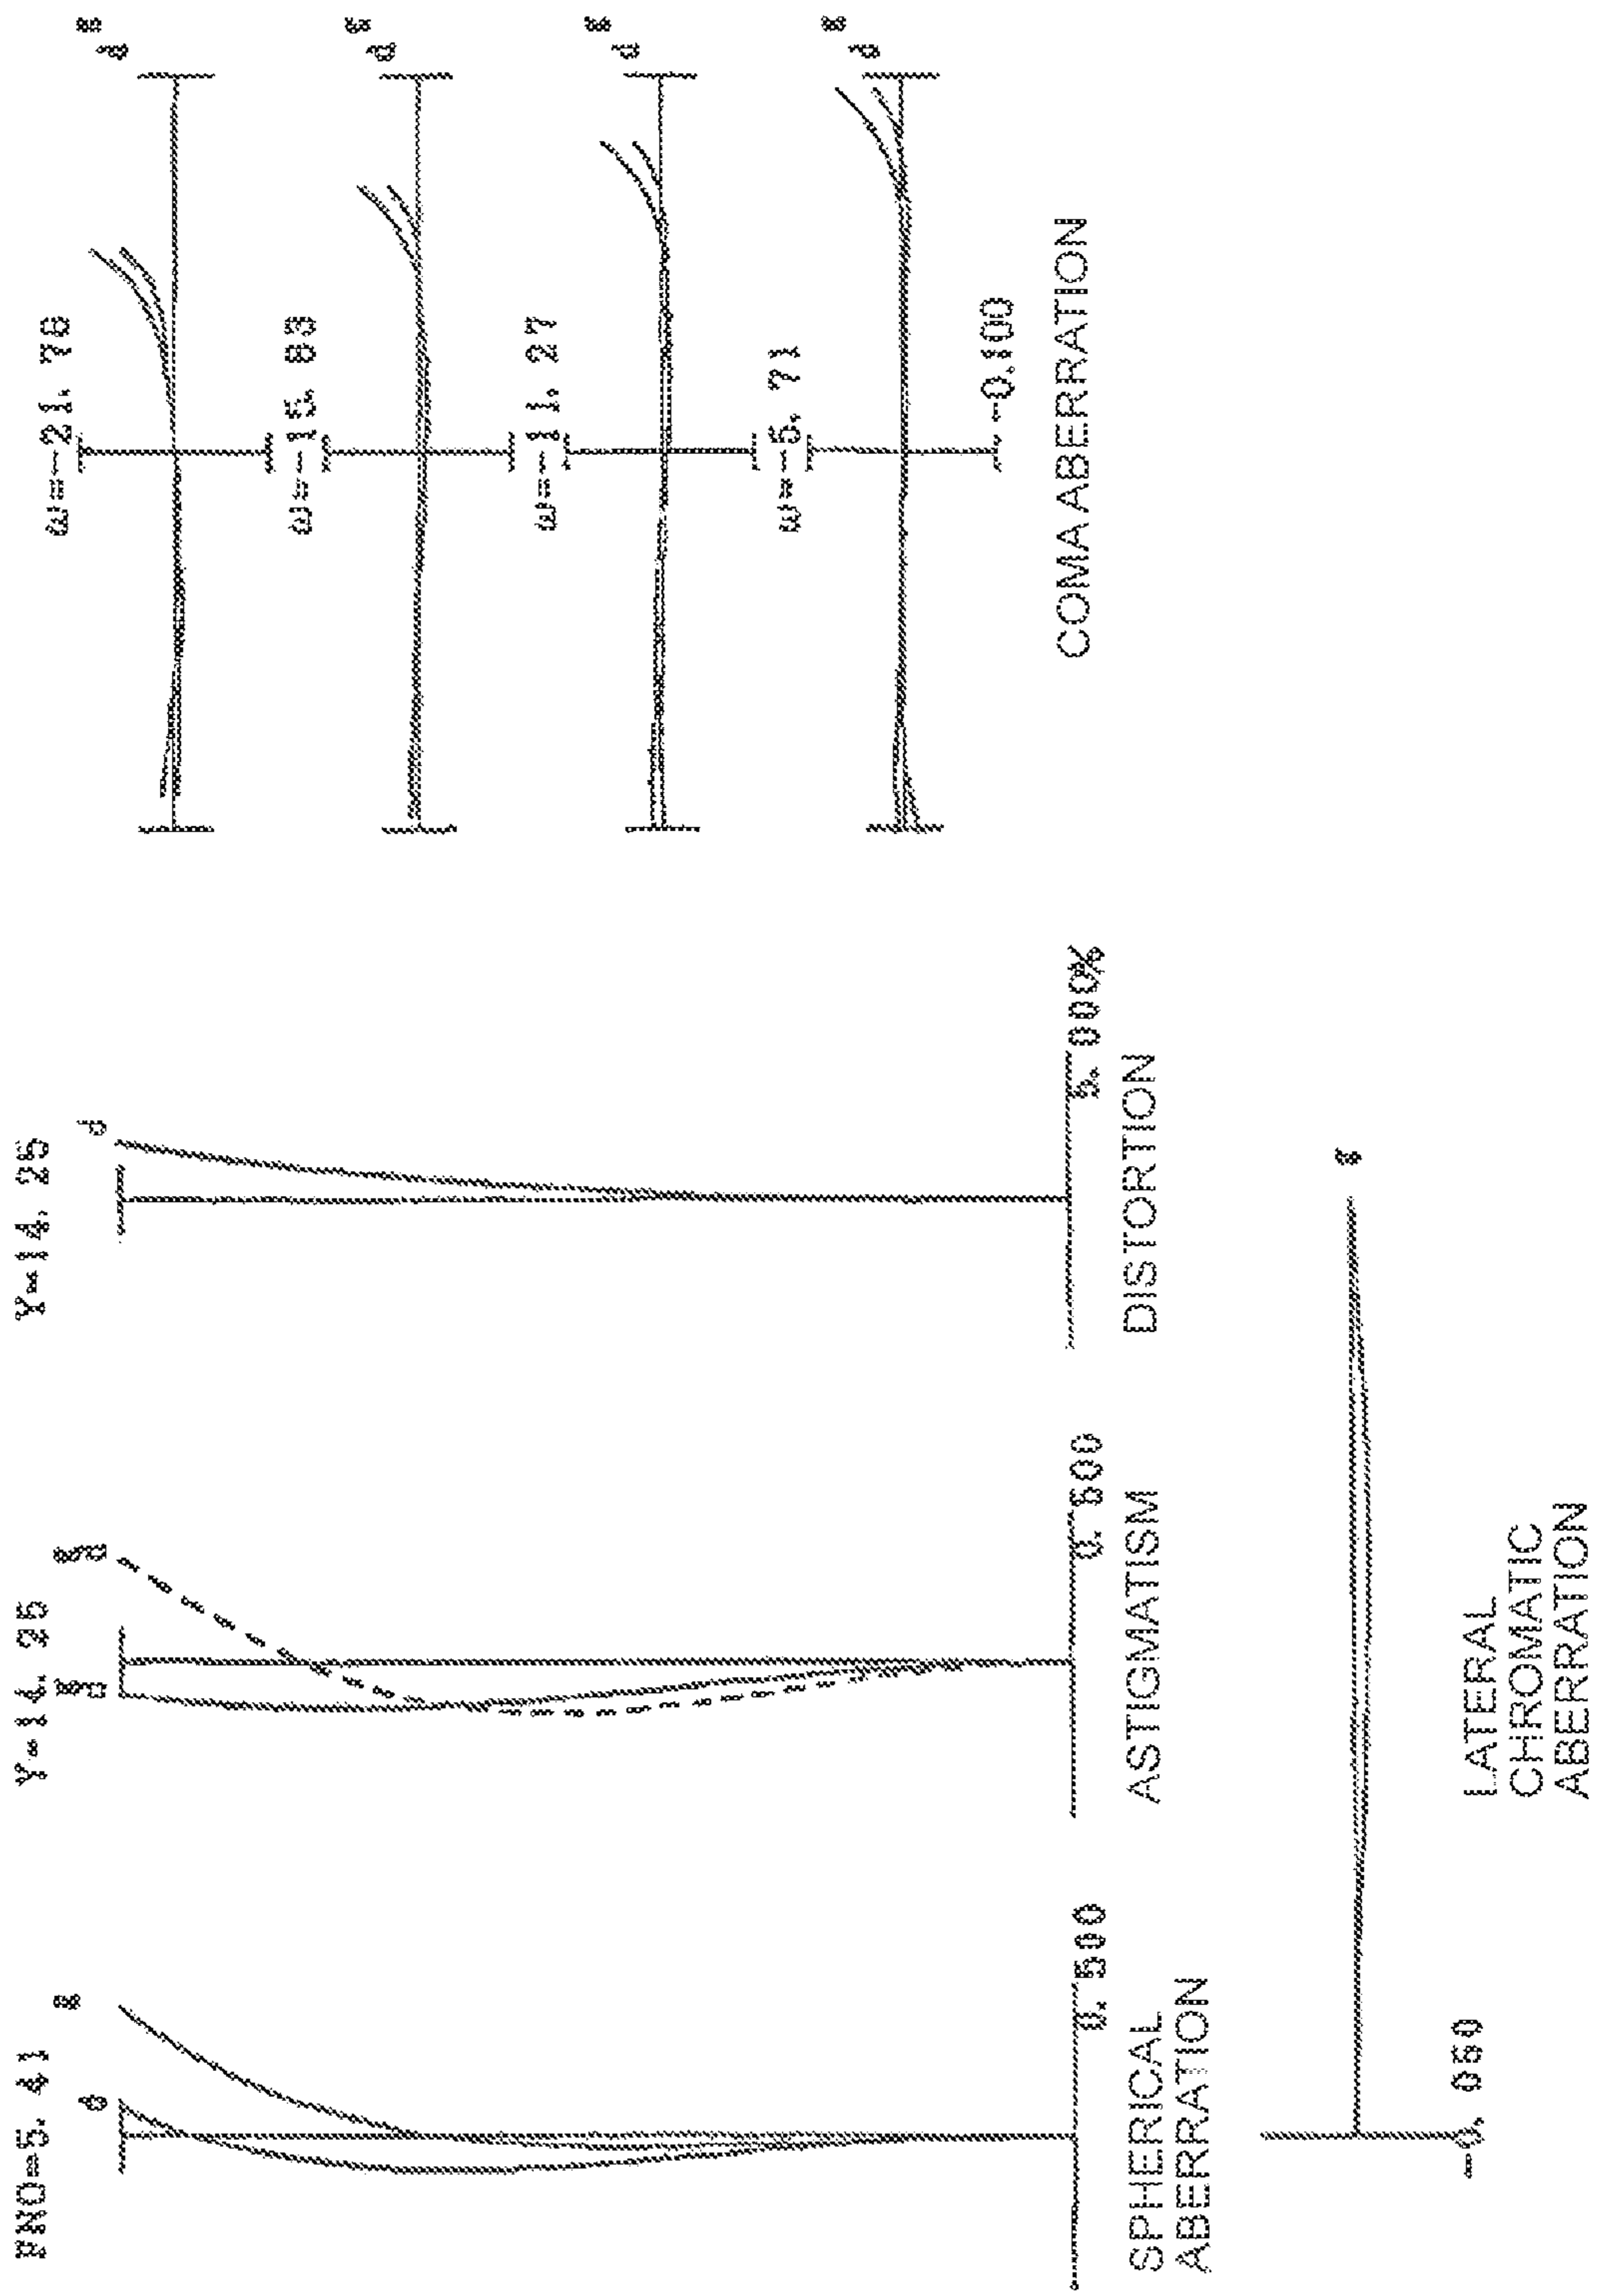 FNO=5. 41
g
d
0. 500
SPHERICAL
ABERRATION
Y=14. 25
g
d
g
d
0. 500
ASTIGMATISM
Y=14. 25
d
5. 000%
DISTORTION
ω=-21. 78
g
d
ω=-15. 83
g
d
ω=-11. 27
g
d
ω=-5. 71
g
d
-0.100
COMA ABERRATION
g
-0. 050
LATERAL
CHROMATIC
ABERRATION